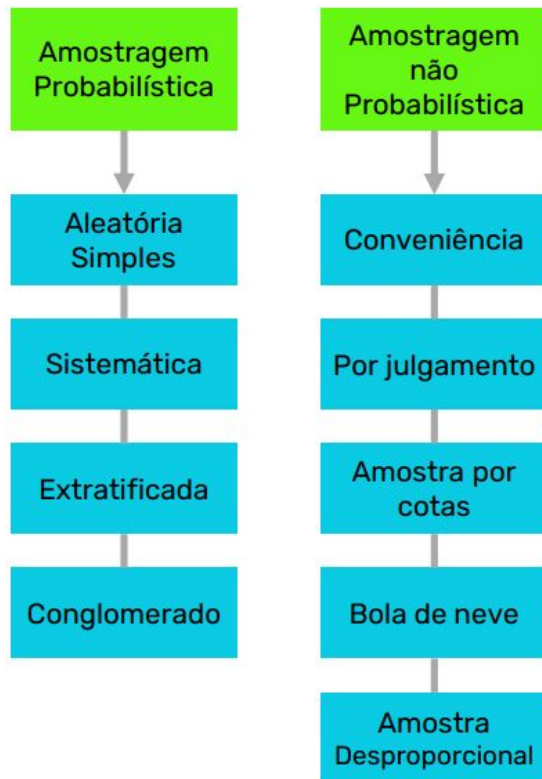 Amostragem
Probabilística
Aleatória
Simples
Sistemática
Extratificada
Conglomerado
Amostragem
não
Probabilística
Conveniência
Por julgamento
Amostra por
cotas
Bola de neve
Amostra
Desproporcional